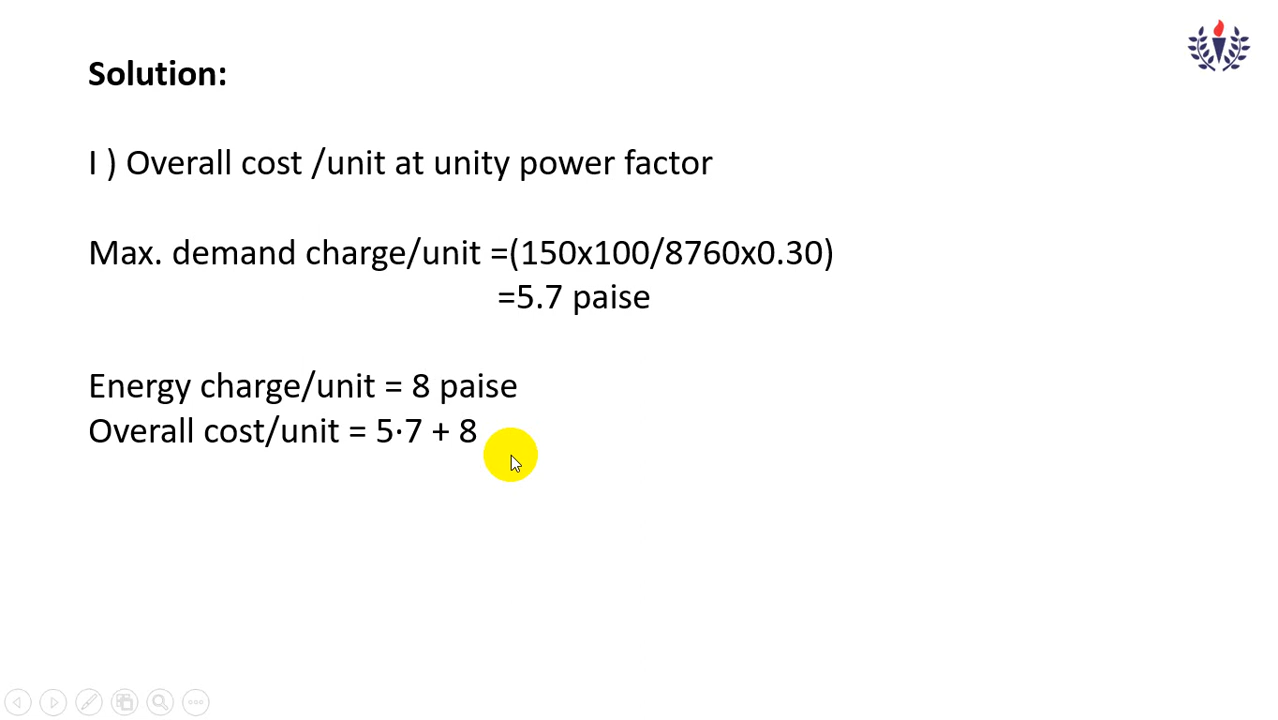 Solution:
I ) Overall cost /unit at unity power factor
Max. demand charge/unit =(150x100/8760x0.30)
=5.7 paise
Energy charge/unit = 8 paise
Overall cost/unit = 5·7 + 8